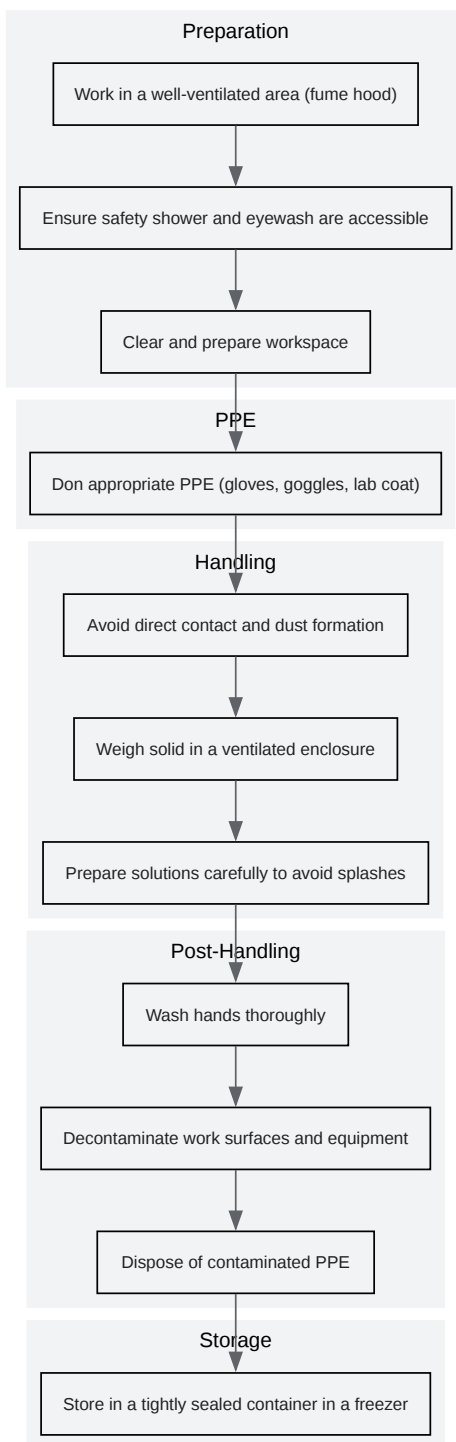 Preparation
Work in a well-ventilated area (fume hood)
Ensure safety shower and eyewash are accessible
Clear and prepare workspace
PPE
Don appropriate PPE (gloves, goggles, lab coat)
Handling
Avoid direct contact and dust formation
Weigh solid in a ventilated enclosure
Prepare solutions carefully to avoid splashes
Post-Handling
Wash hands thoroughly
Decontaminate work surfaces and equipment
Dispose of contaminated PPE
Storage
Store in a tightly sealed container in a freezer